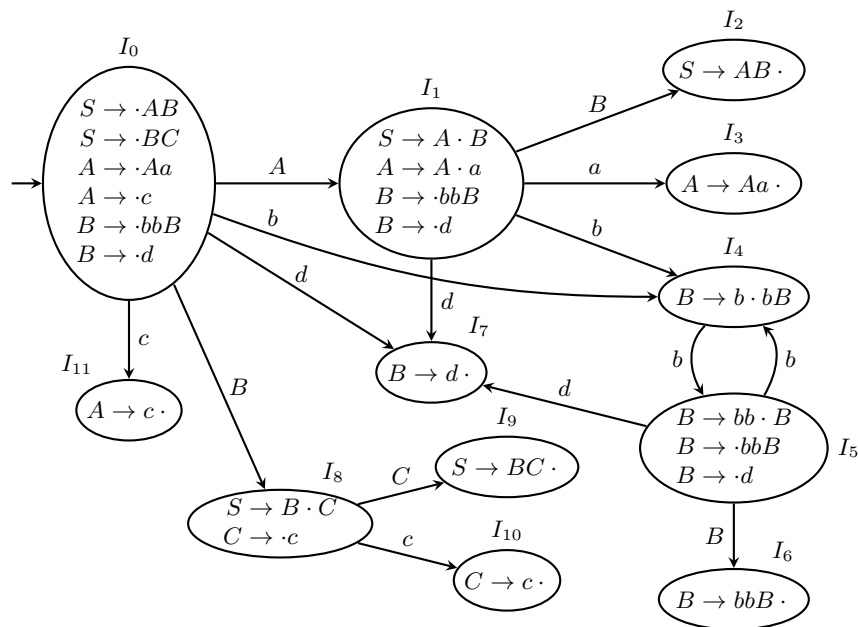 I₀
S → ·AB
S → ·BC
A → ·Aa
A → ·c
B → ·bbB
B → ·d
A
b
d
c
B
I₁
S → A · B
A → A · a
B → ·bbB
B → ·d
B
a
b
d
I₂
S → AB ·
I₃
A → Aa ·
I₄
B → b · bB
b
b
I₇
B → d ·
d
I₅
B → bb · B
B → ·bbB
B → ·d
B
I₆
B → bbB ·
I₁₁
A → c ·
I₈
S → B · C
C → ·c
C
c
I₉
S → BC ·
I₁₀
C → c ·